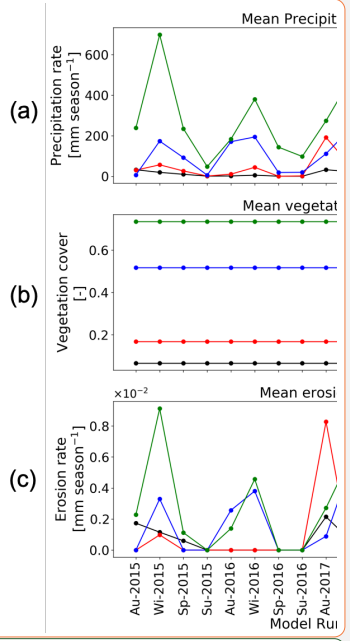 Mean Precipit
(a)
Precipitation rate
[mm season⁻¹]
600
400
200
0
Mean vegetat
(b)
Vegetation cover
[-]
0.6
0.4
0.2
×10⁻²
Mean erosi
(c)
Erosion rate
[mm season⁻¹]
0.8
0.6
0.4
0.2
0.0
Au-2015
Wi-2015
Sp-2015
Su-2015
Au-2016
Wi-2016
Sp-2016
Su-2016
Au-2017
Model Ru